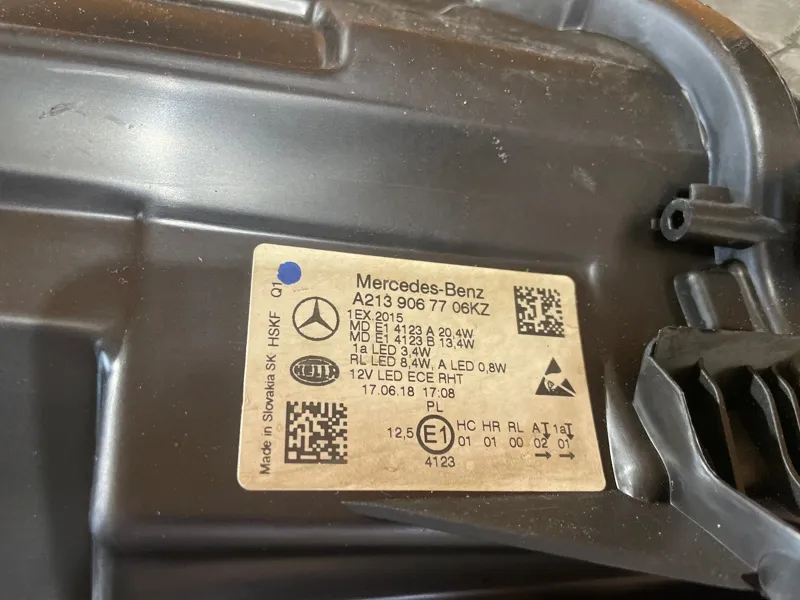 Mercedes-Benz
A213 906 77 06KZ
1EX.2015
MD E1 4123 A 20,4W
MD E1 4123 B 13,4W
1a LED 3,4W
RL LED 8,4W, A LED 0,8W
12V LED ECE RHT
17.06.18 17:08
PL
HC HR RL A 1a
12,5 E1 01 01 00 02 01
4123
HELLA
Made in Slovakia SK HSKF Q1